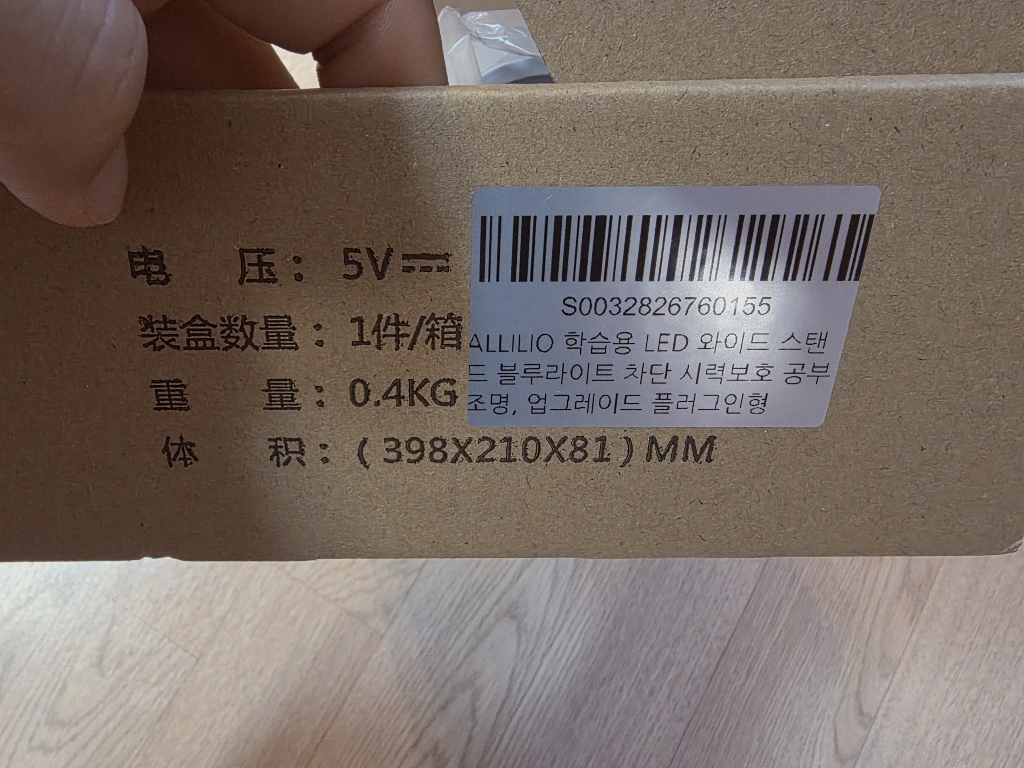 电 压：5V⎓
装盒数量：1件/箱
重 量：0.4KG
体 积：(398X210X81)MM
S0032826760155
ALLILIO 학습용 LED 와이드 스탠
드 블루라이트 차단 시력보호 공부
조명, 업그레이드 플러그인형